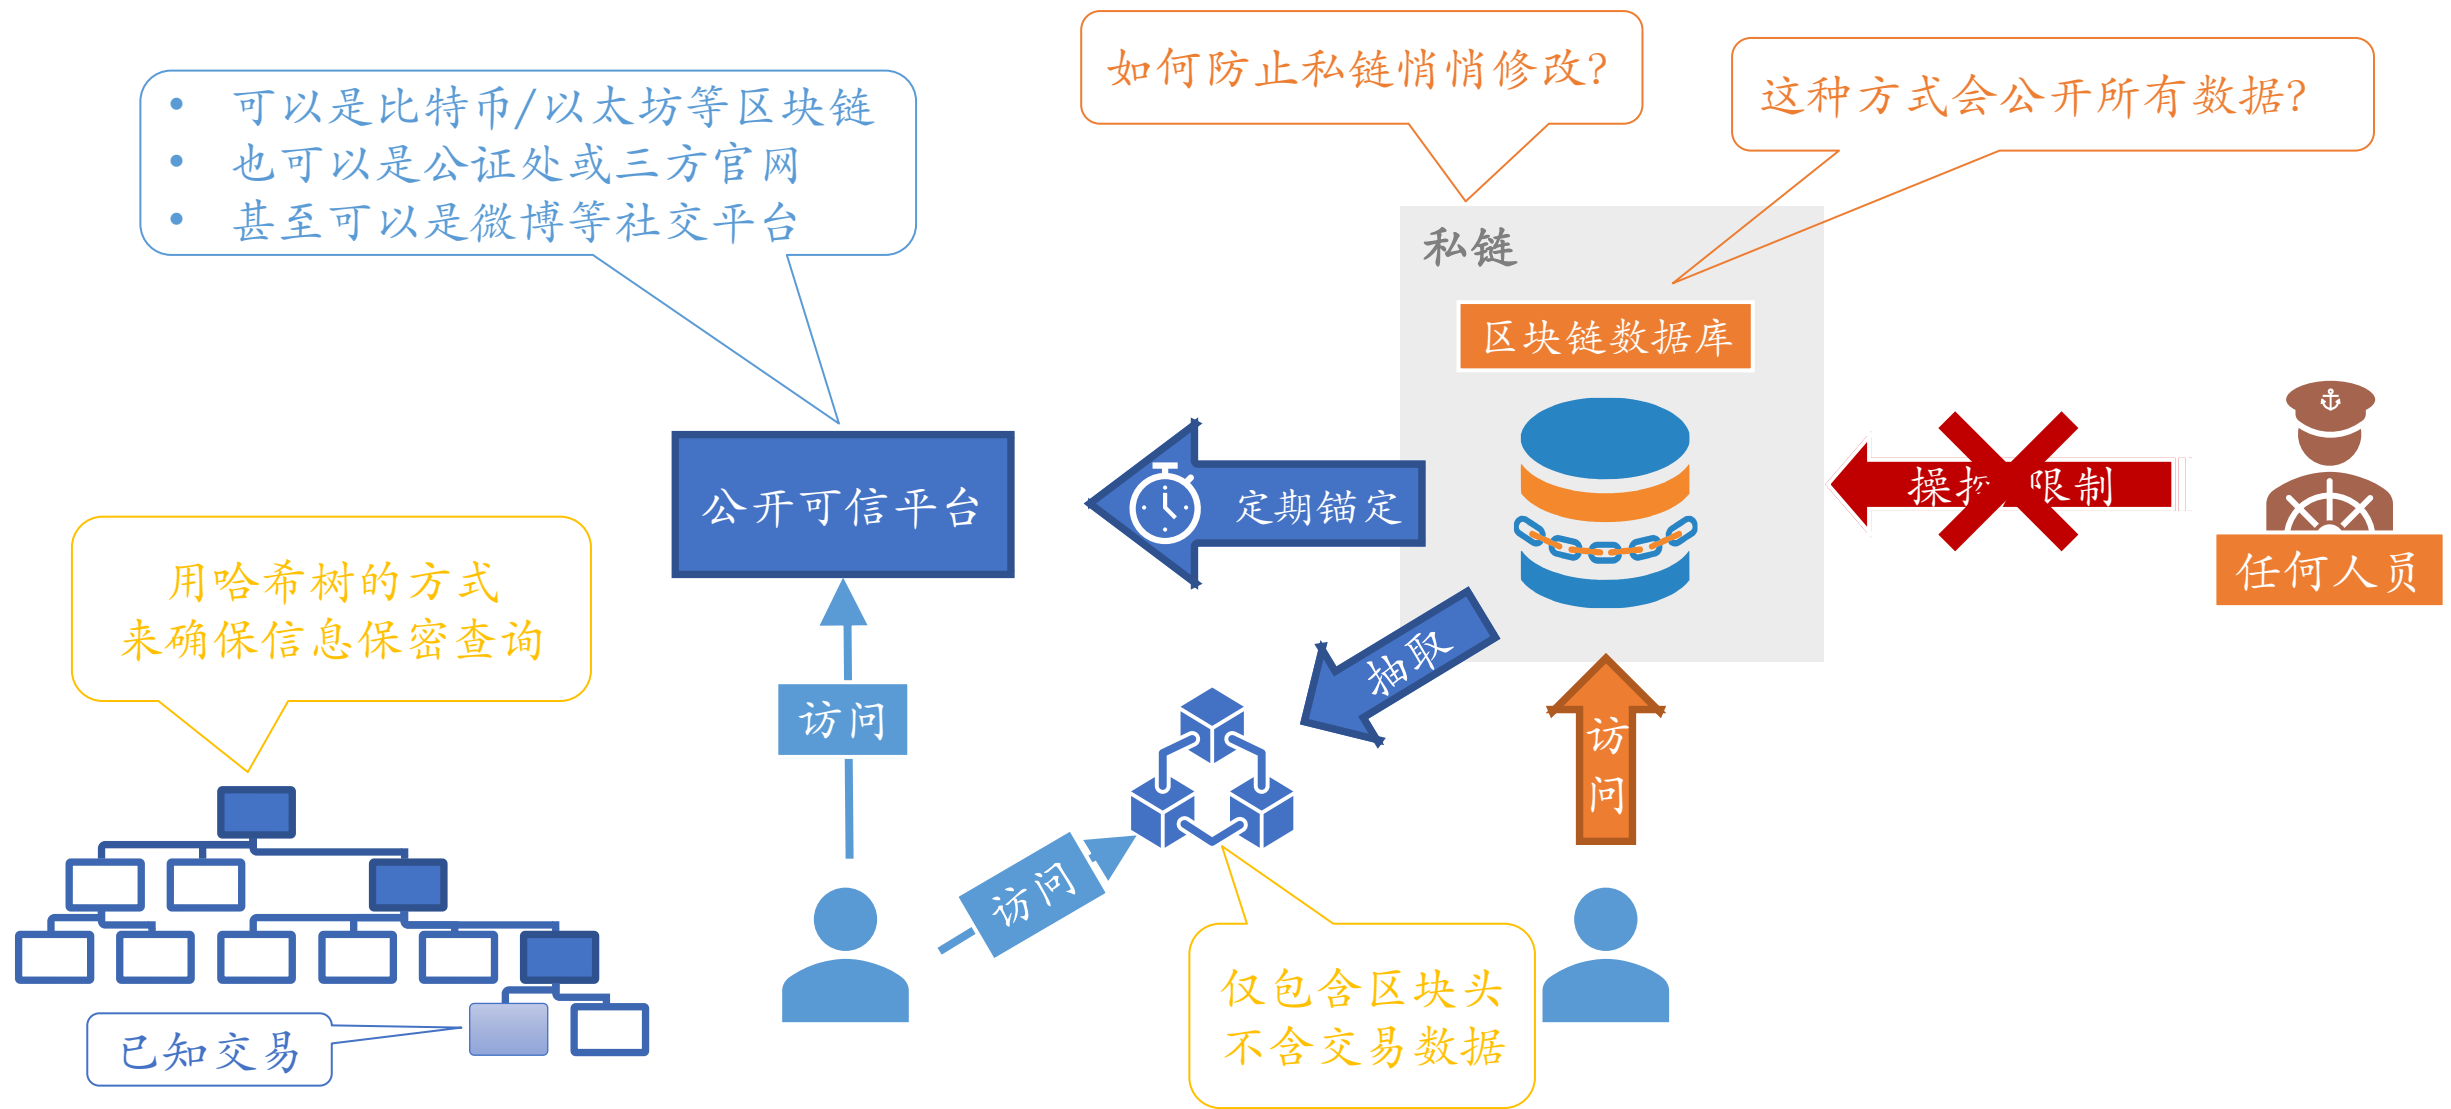 如何防止私链悄悄修改?
这种方式会公开所有数据?
• 可以是比特币/以太坊等区块链
• 也可以是公证处或三方官网
• 甚至可以是微博等社交平台
私链
区块链数据库
公开可信平台
定期锚定
限制
任何人员
用哈希树的方式
来确保信息保密查询
抽取
访问
访
问
访问
仅包含区块头
不含交易数据
已知交易